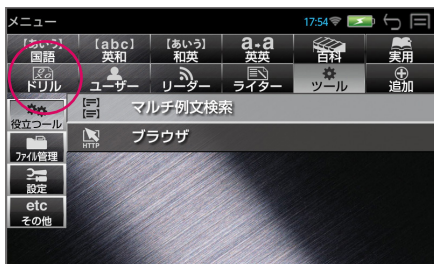 メニュー 17:54
【あいう】 【abc】 【あいう】 a-a
国語 英和 和英 英英 百科 実用
ドリル ユーザー リーダー ライター ツール 追加
役立つール マルチ例文検索
HTTP ブラウザ
ファイル管理
設定
etc
その他